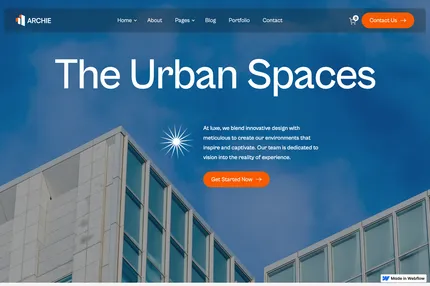 ARCHIE
Home About Pages Blog Portfolio Contact
0
Contact Us
The Urban Spaces
At luxe, we blend innovative design with
meticulous to create our environments that
inspire and captivate. Our team is dedicated to
vision into the reality of experience.
Get Started Now
Made in Webflow